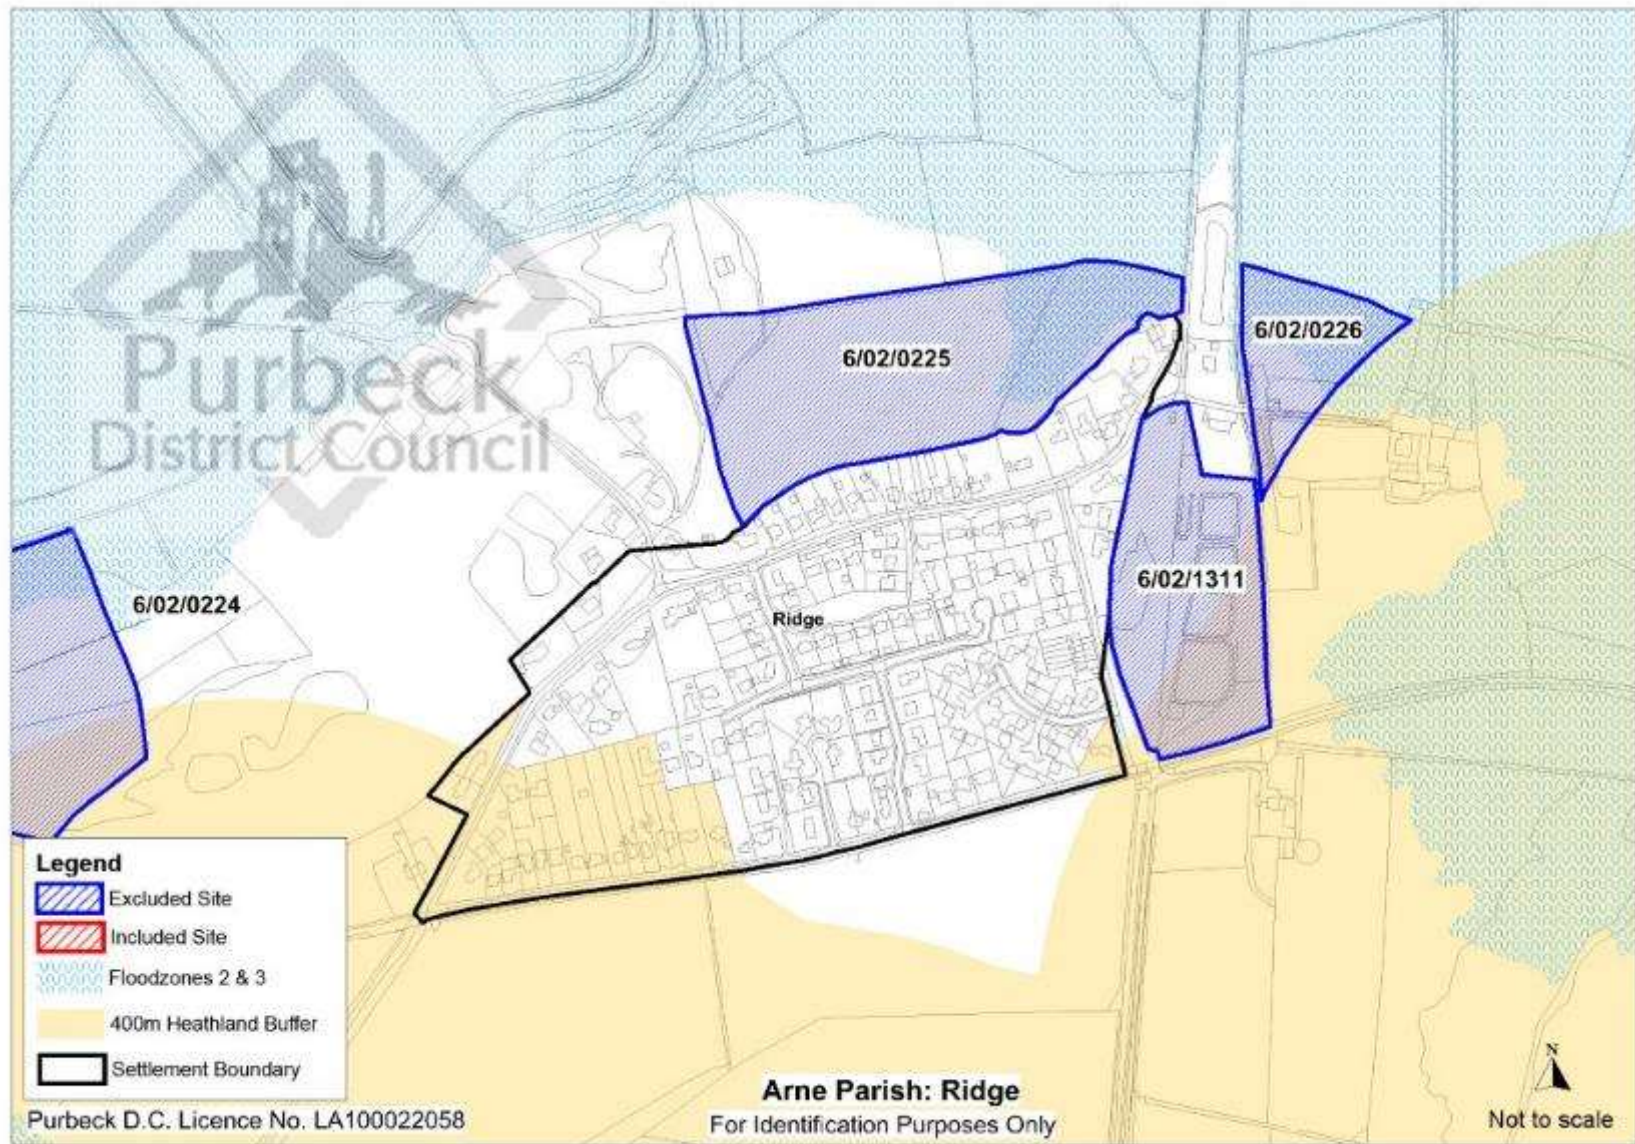 Purbeck
District Council
6/02/0225
6/02/0226
6/02/1311
6/02/0224
Ridge
Legend
Excluded Site
Included Site
Floodzones 2 & 3
400m Heathland Buffer
Settlement Boundary
Purbeck D.C. Licence No. LA100022058
Arne Parish: Ridge
For Identification Purposes Only
N
Not to scale